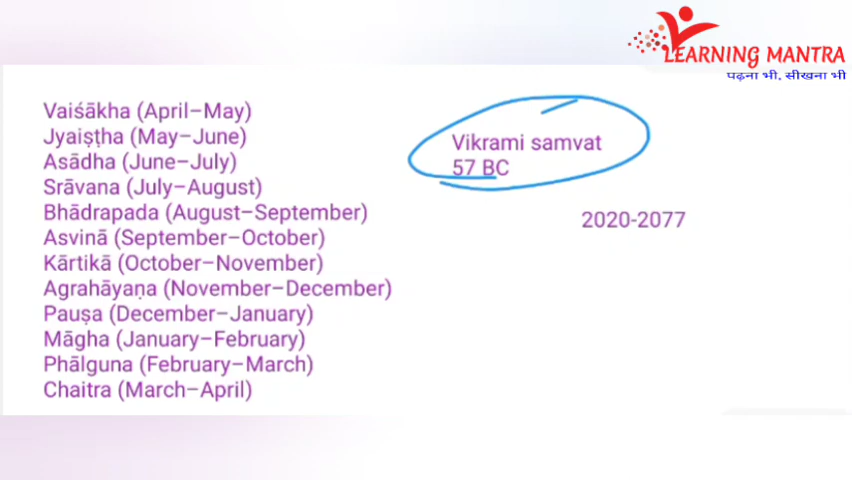 LEARNING MANTRA
पढ़ना भी, सीखना भी
Vaiśākha (April–May)
Jyaiṣṭha (May–June)
Asādha (June–July)
Srāvana (July–August)
Bhādrapada (August–September)
Asvinā (September–October)
Kārtikā (October–November)
Agrahāyaṇa (November–December)
Pauṣa (December–January)
Māgha (January–February)
Phālguna (February–March)
Chaitra (March–April)
Vikrami samvat
57 BC
2020-2077